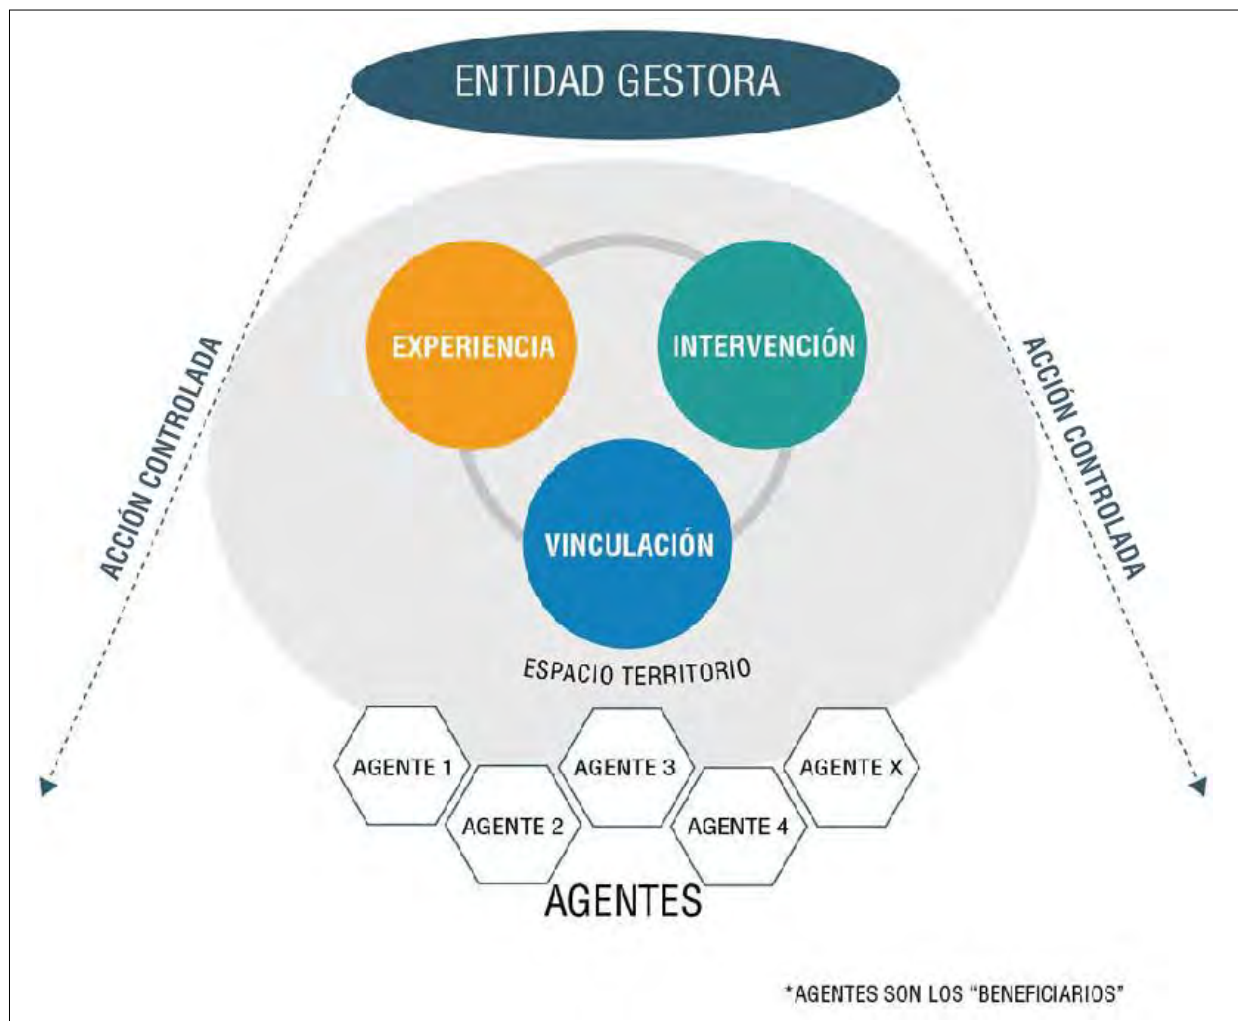 ENTIDAD GESTORA
EXPERIENCIA
INTERVENCIÓN
ACCIÓN CONTROLADA
ACCIÓN CONTROLADA
VINCULACIÓN
ESPACIO TERRITORIO
AGENTE 1
AGENTE 3
AGENTE X
AGENTE 2
AGENTE 4
AGENTES
*AGENTES SON LOS “BENEFICIARIOS”